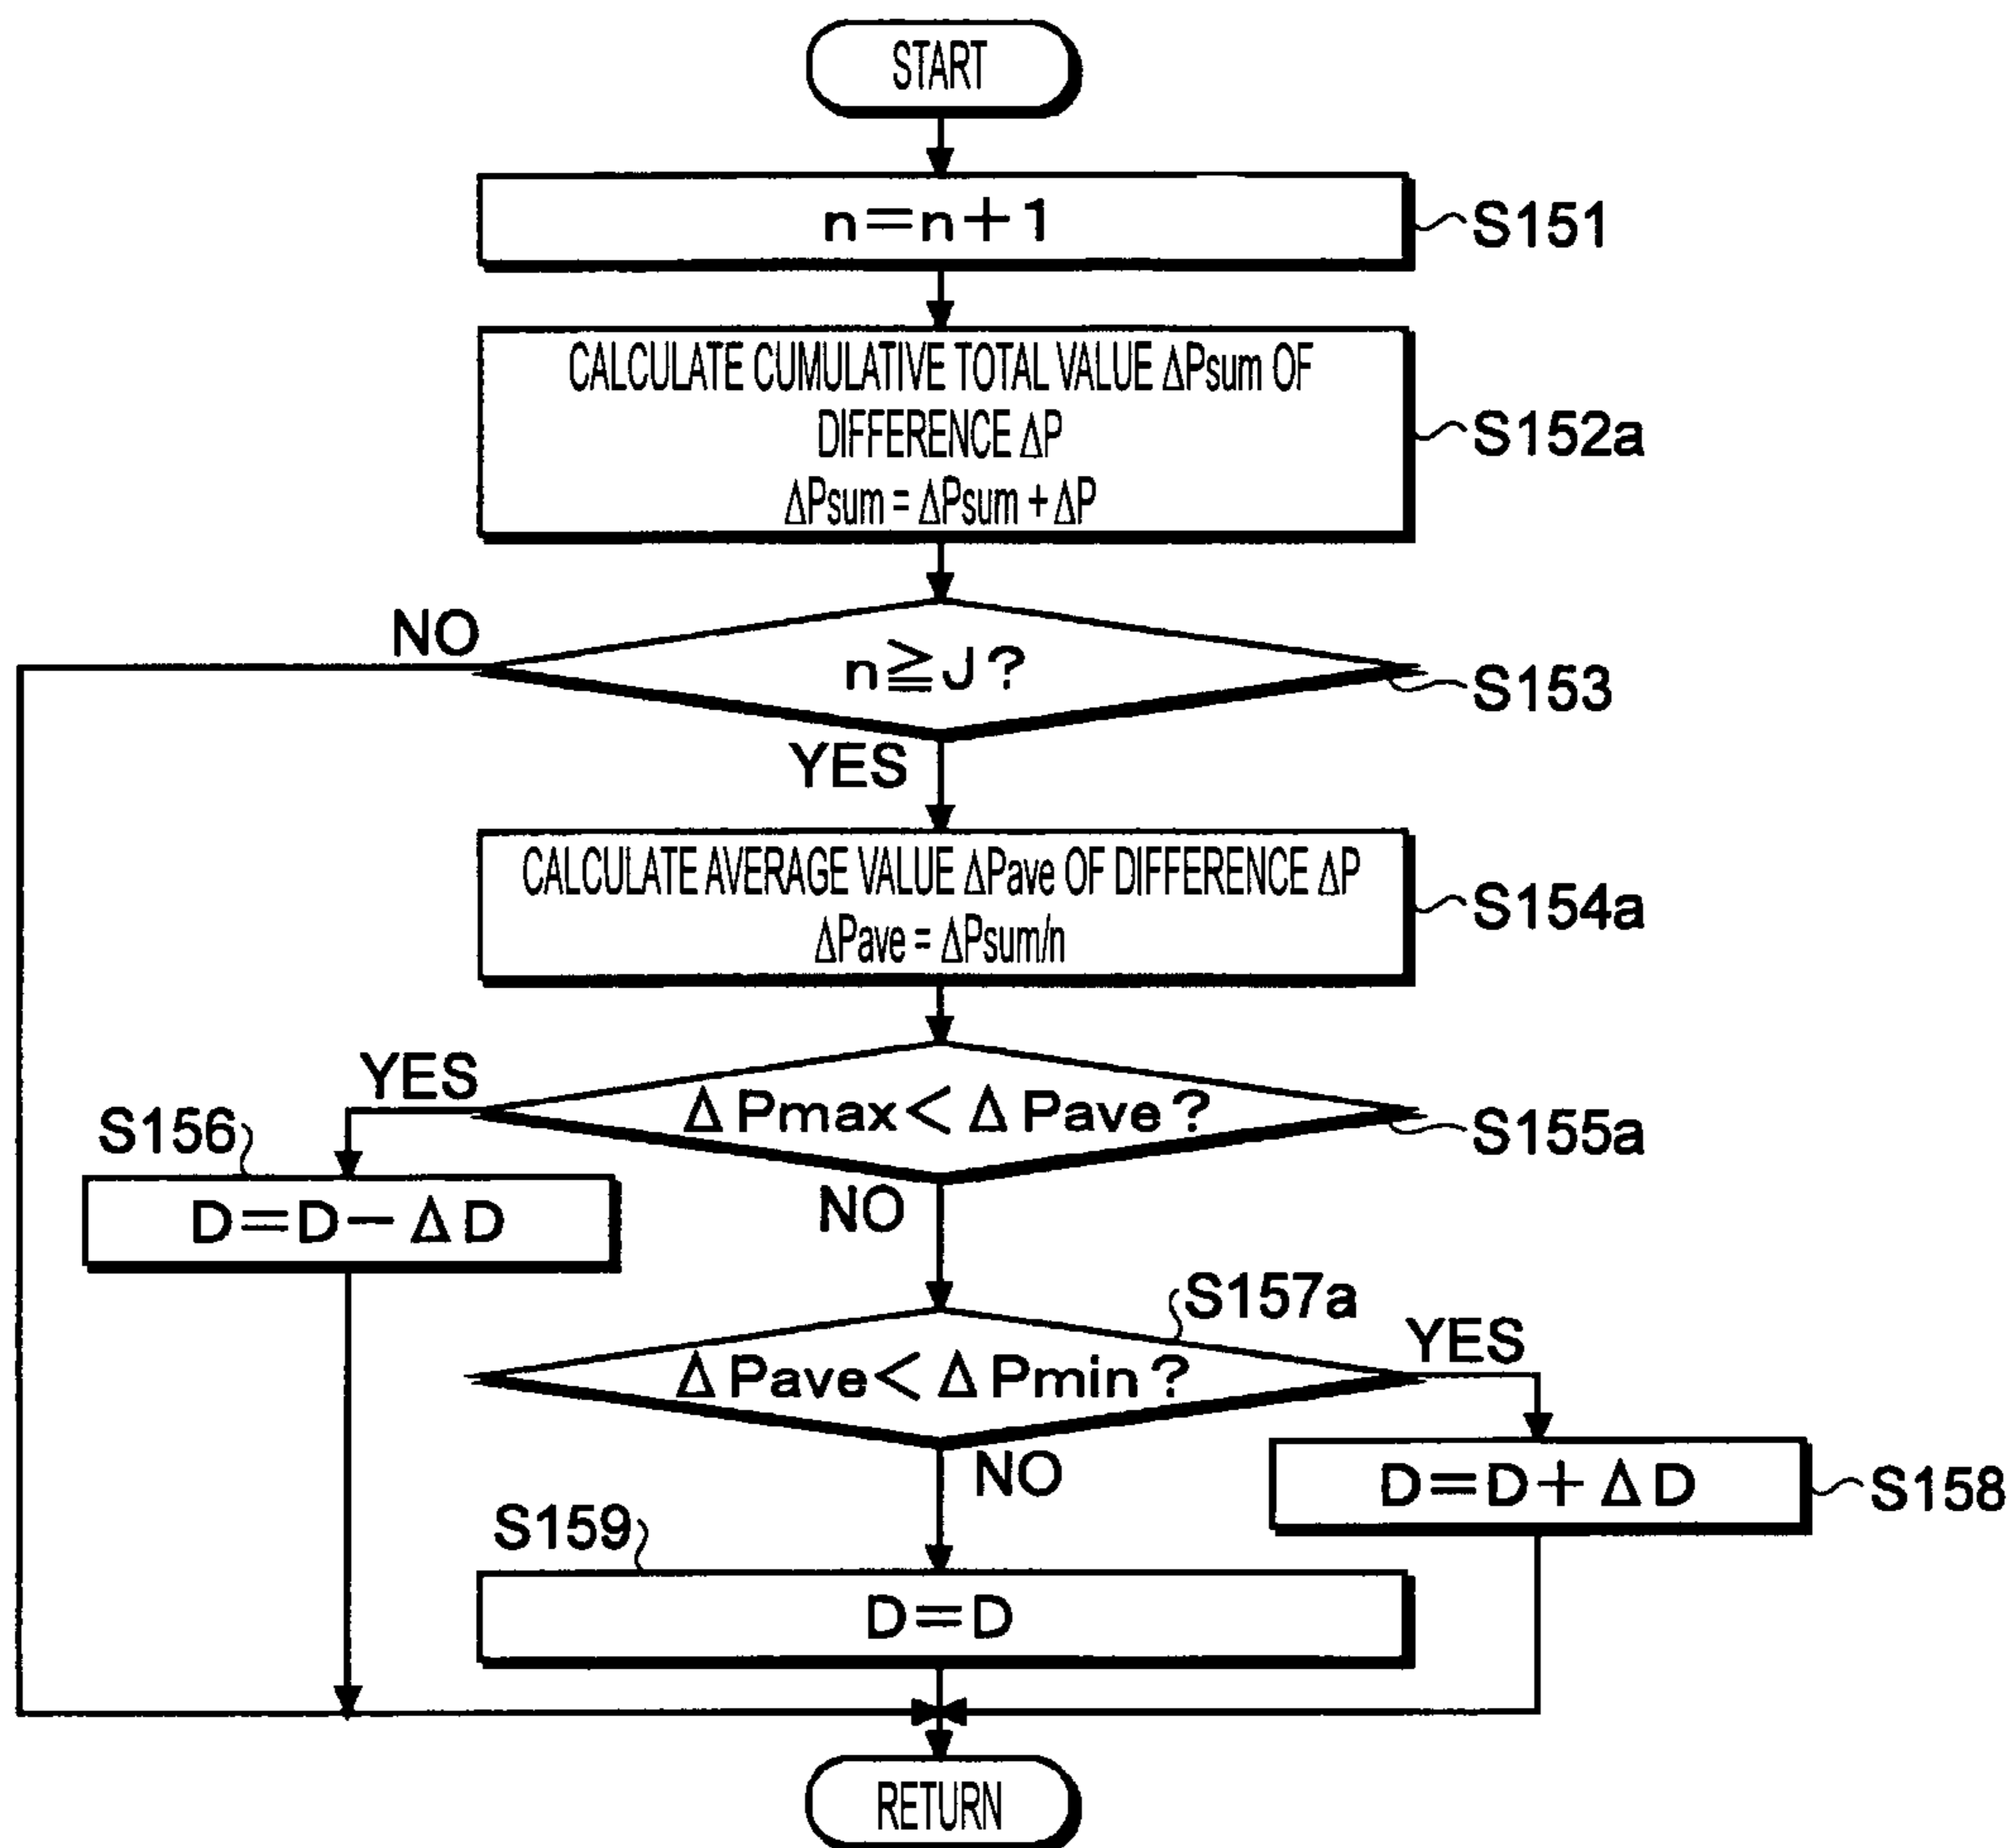 START
n=n+1
S151
CALCULATE CUMULATIVE TOTAL VALUE ΔPsum OF
DIFFERENCE ΔP
ΔPsum = ΔPsum + ΔP
S152a
NO
n≧J?
S153
YES
CALCULATE AVERAGE VALUE ΔPave OF DIFFERENCE ΔP
ΔPave = ΔPsum/n
S154a
YES
ΔPmax<ΔPave?
S155a
S156
D=D-ΔD
NO
S157a
ΔPave<ΔPmin?
YES
NO
D=D+ΔD
S158
S159
D=D
RETURN